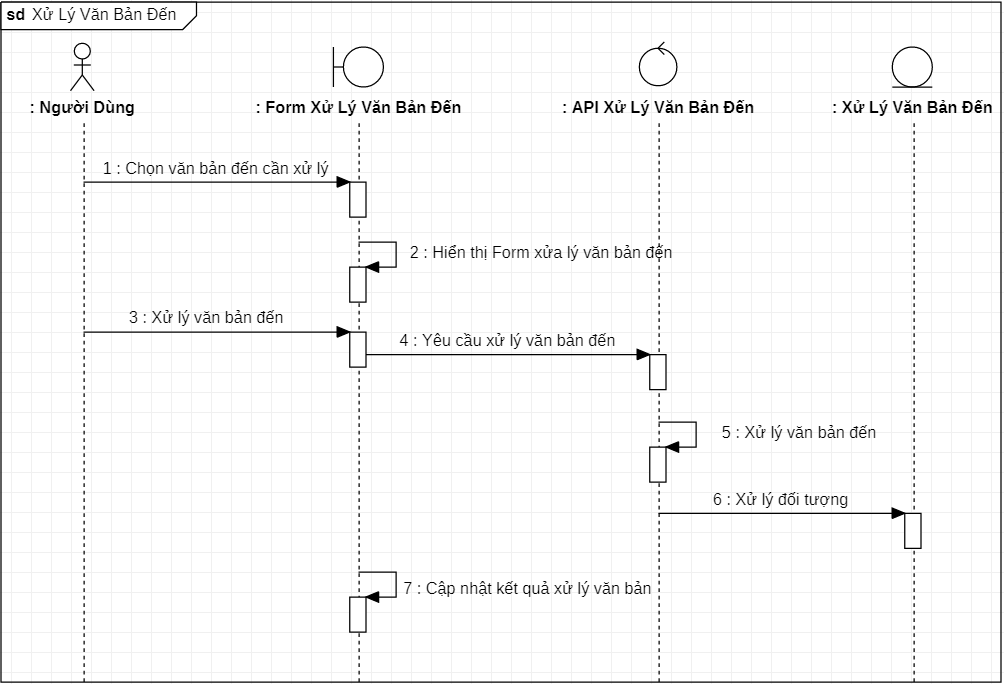 sd Xử Lý Văn Bản Đến
: Người Dùng
: Form Xử Lý Văn Bản Đến
: API Xử Lý Văn Bản Đến
: Xử Lý Văn Bản Đến
1 : Chọn văn bản đến cần xử lý
2 : Hiển thị Form xửa lý văn bản đến
3 : Xử lý văn bản đến
4 : Yêu cầu xử lý văn bản đến
5 : Xử lý văn bản đến
6 : Xử lý đối tượng
7 : Cập nhật kết quả xử lý văn bản